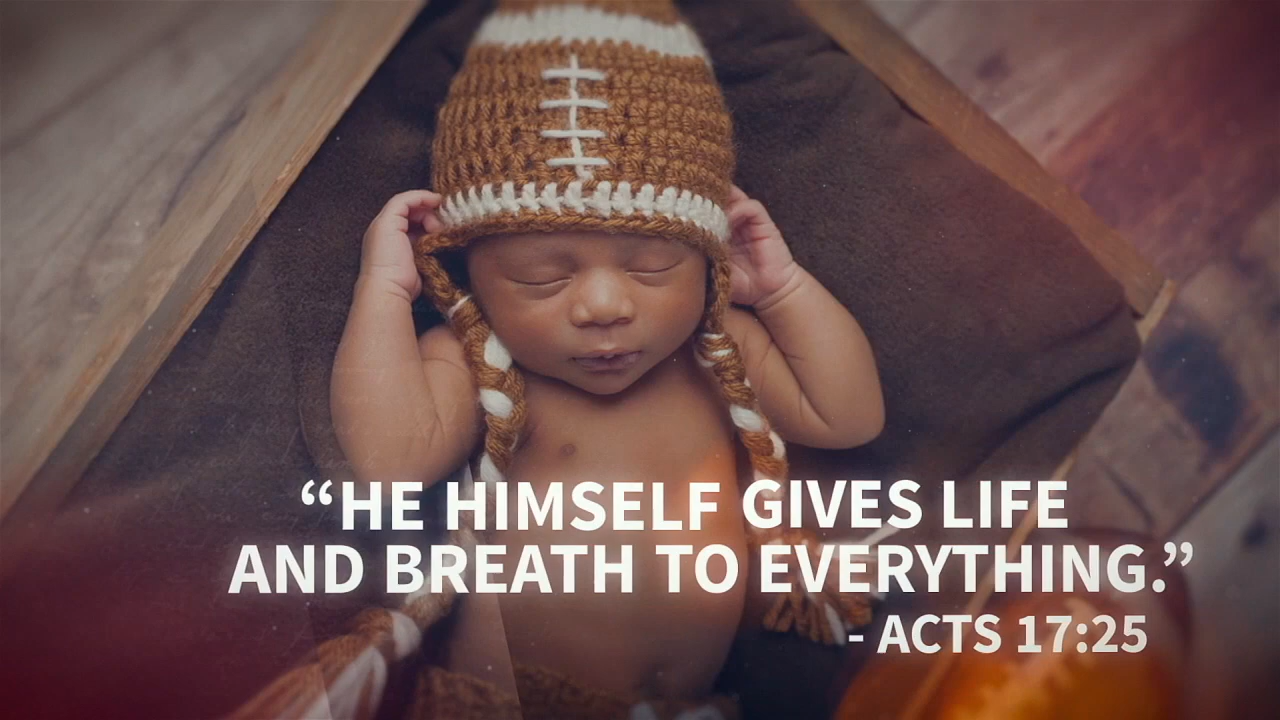 “HE HIMSELF GIVES LIFE
AND BREATH TO EVERYTHING.”
- ACTS 17:25